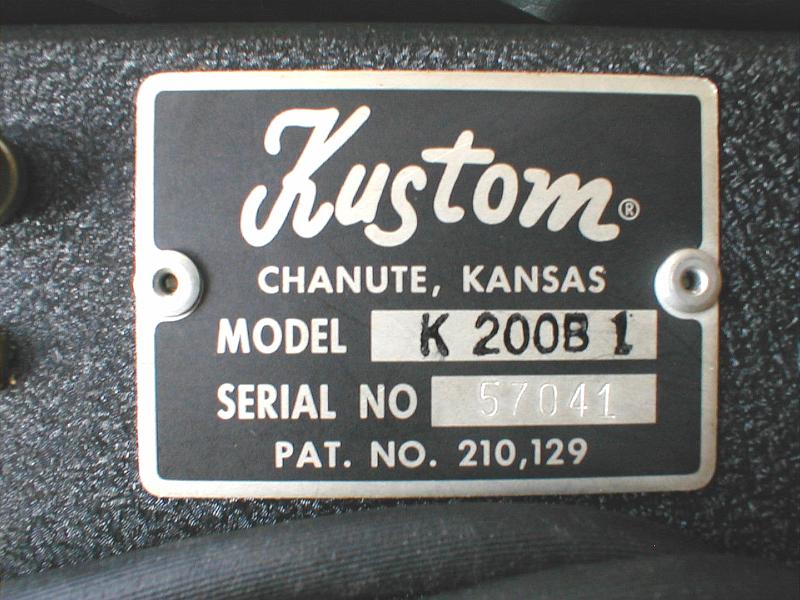 Kustom®
CHANUTE, KANSAS
MODEL K 200B 1
SERIAL NO 57041
PAT. NO. 210,129